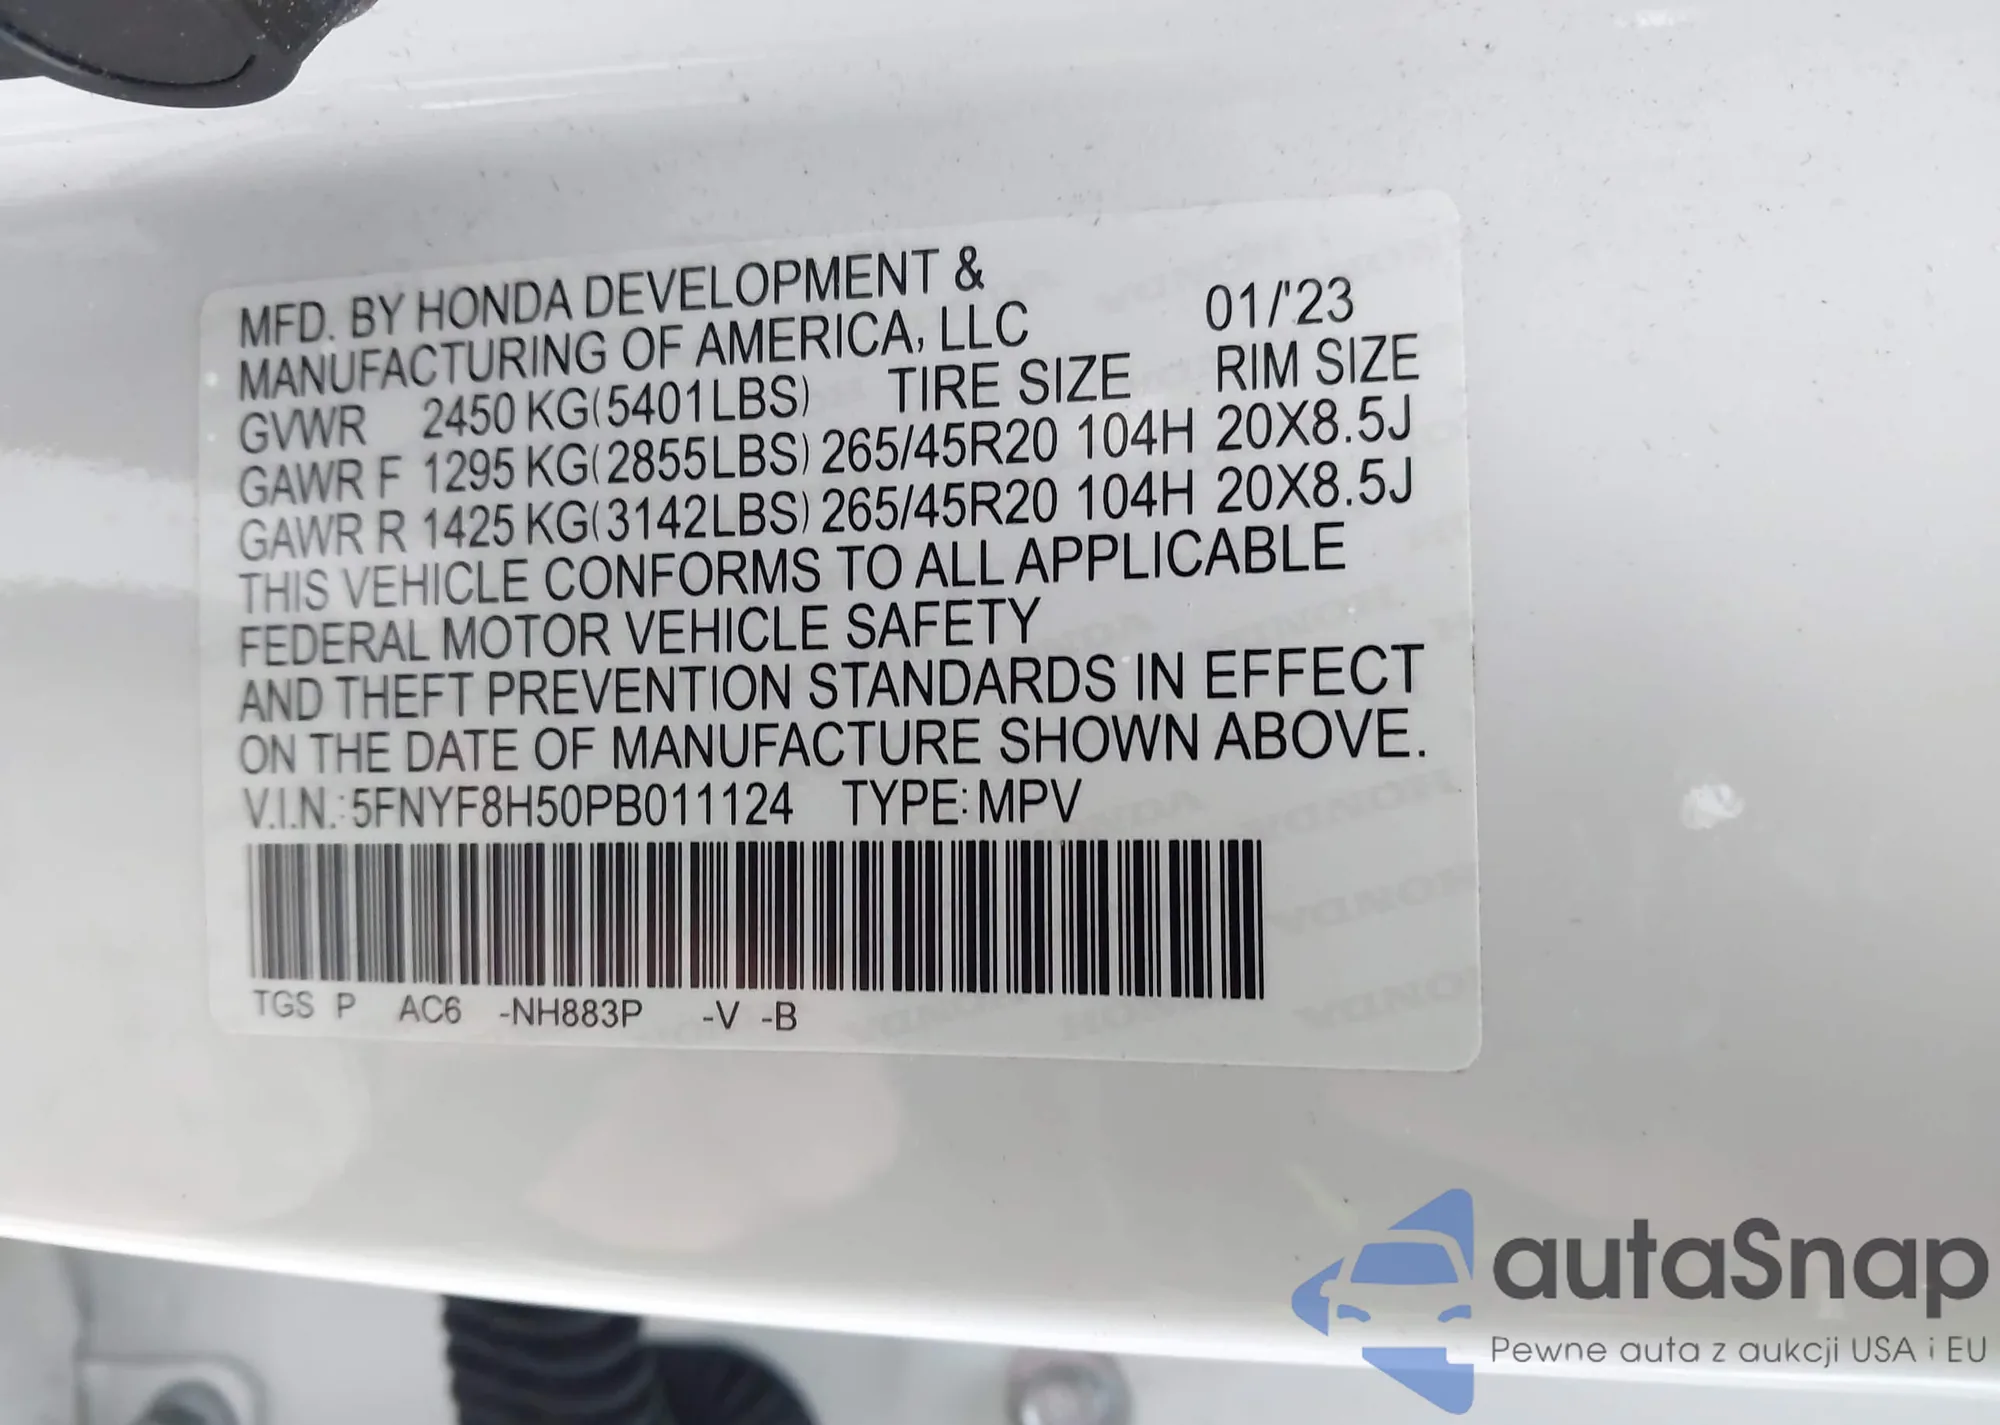 MFD. BY HONDA DEVELOPMENT &
MANUFACTURING OF AMERICA, LLC 01/'23
GVWR 2450 KG(5401LBS) TIRE SIZE RIM SIZE
GAWR F 1295 KG(2855LBS) 265/45R20 104H 20X8.5J
GAWR R 1425 KG(3142LBS) 265/45R20 104H 20X8.5J
THIS VEHICLE CONFORMS TO ALL APPLICABLE
FEDERAL MOTOR VEHICLE SAFETY
AND THEFT PREVENTION STANDARDS IN EFFECT
ON THE DATE OF MANUFACTURE SHOWN ABOVE.
V.I.N.:5FNYF8H50PB011124 TYPE:MPV
TGS P AC6 -NH883P -V -B
autaSnap
Pewne auta z aukcji USA i EU